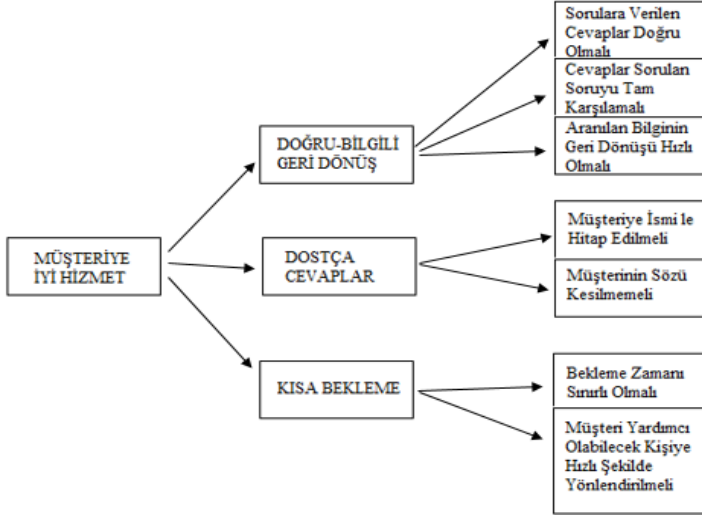 MÜŞTERİYE
İYİ HİZMET
DOĞRU-BİLGİLİ
GERİ DÖNÜŞ
Sorulara Verilen
Cevaplar Doğru
Olmalı
Cevaplar Sorulan
Soruyu Tam
Karşılamalı
Aranılan Bilginin
Geri Dönüşü Hızlı
Olmalı
DOSTÇA
CEVAPLAR
Müşteriye İsmi le
Hitap Edilmeli
Müşterinin Sözü
Kesilmemeli
KISA BEKLEME
Bekleme Zamanı
Sınırlı Olmalı
Müşteri Yardımcı
Olabilecek Kişiye
Hızlı Şekilde
Yönlendirilmeli